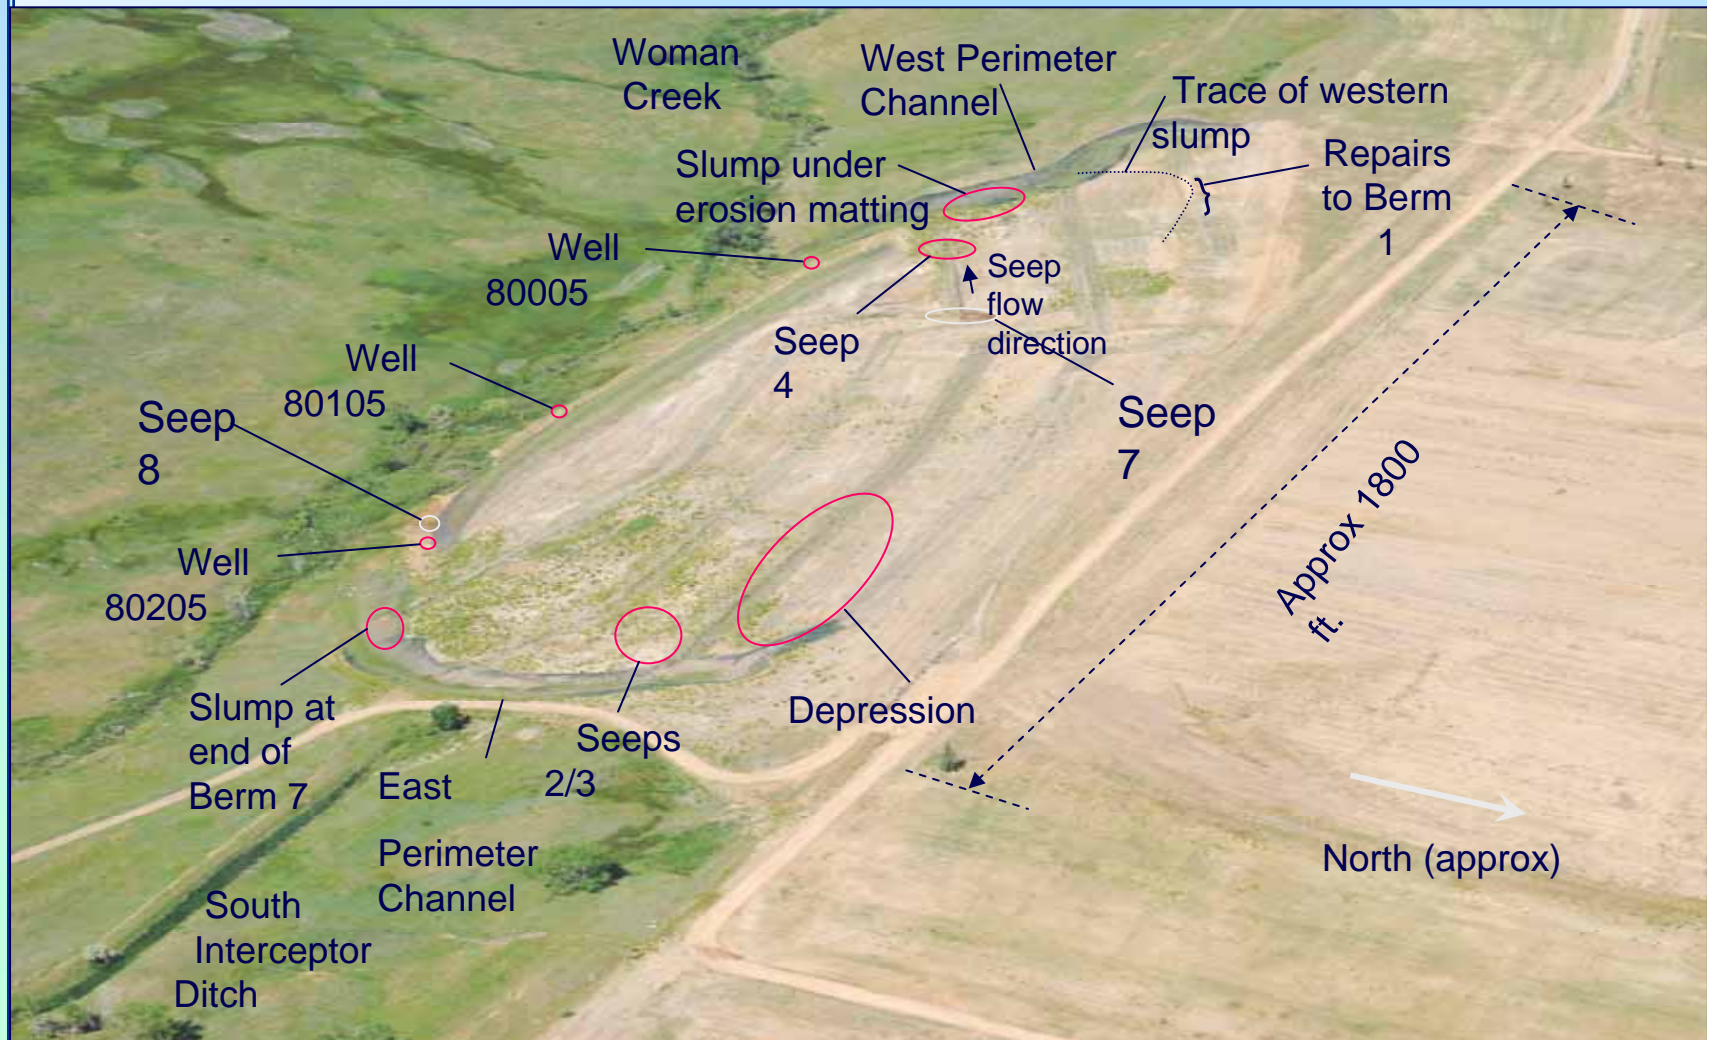 Woman
Creek
West Perimeter
Channel
Trace of western
slump
Repairs
to Berm
1
}
Slump under
erosion matting
Well
80005
Seep
flow
direction
Seep
4
Well
80105
Seep
8
Seep
7
Approx 1800
ft.
Well
80205
Slump at
end of
Berm 7
Seeps
2/3
Depression
East
Perimeter
Channel
North (approx)
South
Interceptor
Ditch